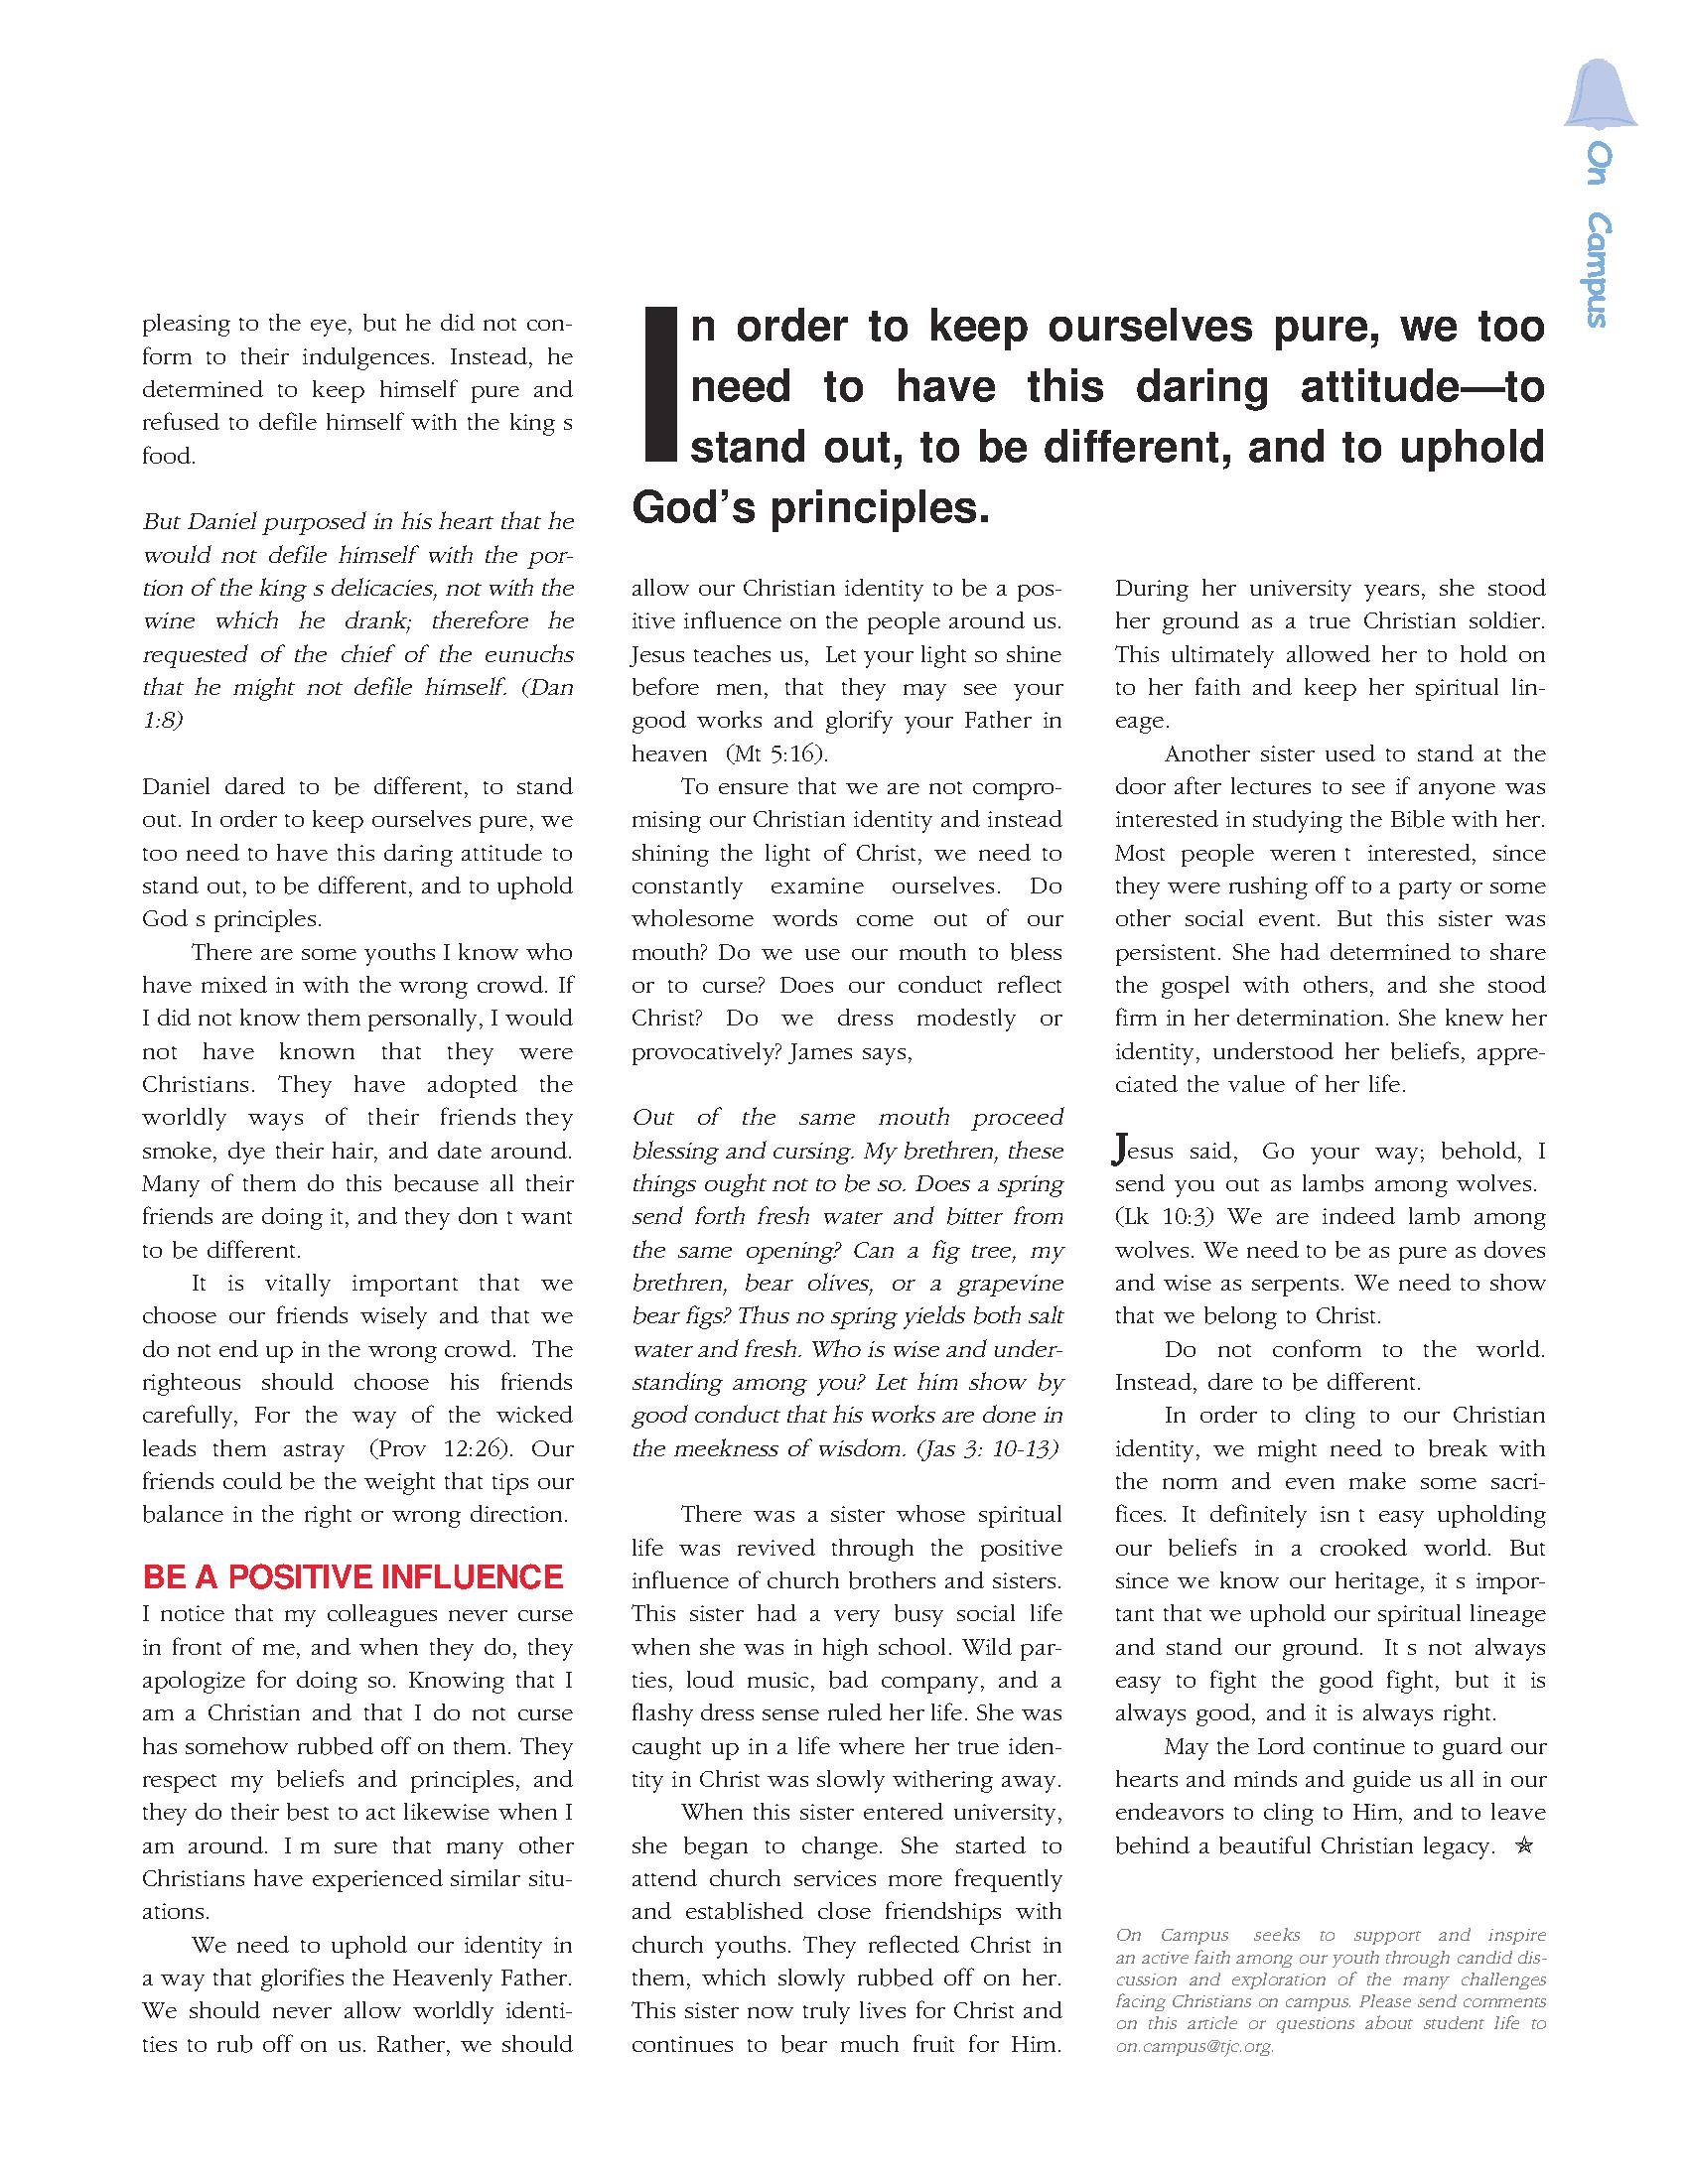 On Campus
pleasing to the eye, but he did not con-
form to their indulgences. Instead, he
determined to keep himself pure and
refused to defile himself with the king s
food.
But Daniel purposed in his heart that he
would not defile himself with the por-
tion of the king s delicacies, not with the
wine which he drank; therefore he
requested of the chief of the eunuchs
that he might not defile himself. (Dan
1:8)
Daniel dared to be different, to stand
out. In order to keep ourselves pure, we
too need to have this daring attitude to
stand out, to be different, and to uphold
God s principles.
There are some youths I know who
have mixed in with the wrong crowd. If
I did not know them personally, I would
not have known that they were
Christians. They have adopted the
worldly ways of their friends they
smoke, dye their hair, and date around.
Many of them do this because all their
friends are doing it, and they don t want
to be different.
It is vitally important that we
choose our friends wisely and that we
do not end up in the wrong crowd. The
righteous should choose his friends
carefully, For the way of the wicked
leads them astray (Prov 12:26). Our
friends could be the weight that tips our
balance in the right or wrong direction.
BE A POSITIVE INFLUENCE
I notice that my colleagues never curse
in front of me, and when they do, they
apologize for doing so. Knowing that I
am a Christian and that I do not curse
has somehow rubbed off on them. They
respect my beliefs and principles, and
they do their best to act likewise when I
am around. I m sure that many other
Christians have experienced similar situ-
ations.
We need to uphold our identity in
a way that glorifies the Heavenly Father.
We should never allow worldly identi-
ties to rub off on us. Rather, we should
In order to keep ourselves pure, we too
need to have this daring attitude—to
stand out, to be different, and to uphold
God's principles.
allow our Christian identity to be a pos-
itive influence on the people around us.
Jesus teaches us, Let your light so shine
before men, that they may see your
good works and glorify your Father in
heaven (Mt 5:16).
To ensure that we are not compro-
mising our Christian identity and instead
shining the light of Christ, we need to
constantly examine ourselves. Do
wholesome words come out of our
mouth? Do we use our mouth to bless
or to curse? Does our conduct reflect
Christ? Do we dress modestly or
provocatively? James says,
Out of the same mouth proceed
blessing and cursing. My brethren, these
things ought not to be so. Does a spring
send forth fresh water and bitter from
the same opening? Can a fig tree, my
brethren, bear olives, or a grapevine
bear figs? Thus no spring yields both salt
water and fresh. Who is wise and under-
standing among you? Let him show by
good conduct that his works are done in
the meekness of wisdom. (Jas 3: 10-13)
There was a sister whose spiritual
life was revived through the positive
influence of church brothers and sisters.
This sister had a very busy social life
when she was in high school. Wild par-
ties, loud music, bad company, and a
flashy dress sense ruled her life. She was
caught up in a life where her true iden-
tity in Christ was slowly withering away.
When this sister entered university,
she began to change. She started to
attend church services more frequently
and established close friendships with
church youths. They reflected Christ in
them, which slowly rubbed off on her.
This sister now truly lives for Christ and
continues to bear much fruit for Him.
During her university years, she stood
her ground as a true Christian soldier.
This ultimately allowed her to hold on
to her faith and keep her spiritual lin-
eage.
Another sister used to stand at the
door after lectures to see if anyone was
interested in studying the Bible with her.
Most people weren t interested, since
they were rushing off to a party or some
other social event. But this sister was
persistent. She had determined to share
the gospel with others, and she stood
firm in her determination. She knew her
identity, understood her beliefs, appre-
ciated the value of her life.
Jesus said, Go your way; behold, I
send you out as lambs among wolves.
(Lk 10:3) We are indeed lamb among
wolves. We need to be as pure as doves
and wise as serpents. We need to show
that we belong to Christ.
Do not conform to the world.
Instead, dare to be different.
In order to cling to our Christian
identity, we might need to break with
the norm and even make some sacri-
fices. It definitely isn t easy upholding
our beliefs in a crooked world. But
since we know our heritage, it s impor-
tant that we uphold our spiritual lineage
and stand our ground. It s not always
easy to fight the good fight, but it is
always good, and it is always right.
May the Lord continue to guard our
hearts and minds and guide us all in our
endeavors to cling to Him, and to leave
behind a beautiful Christian legacy.
On Campus seeks to support and inspire
an active faith among our youth through candid dis-
cussion and exploration of the many challenges
facing Christians on campus. Please send comments
on this article or questions about student life to
on.campus@tjc.org.